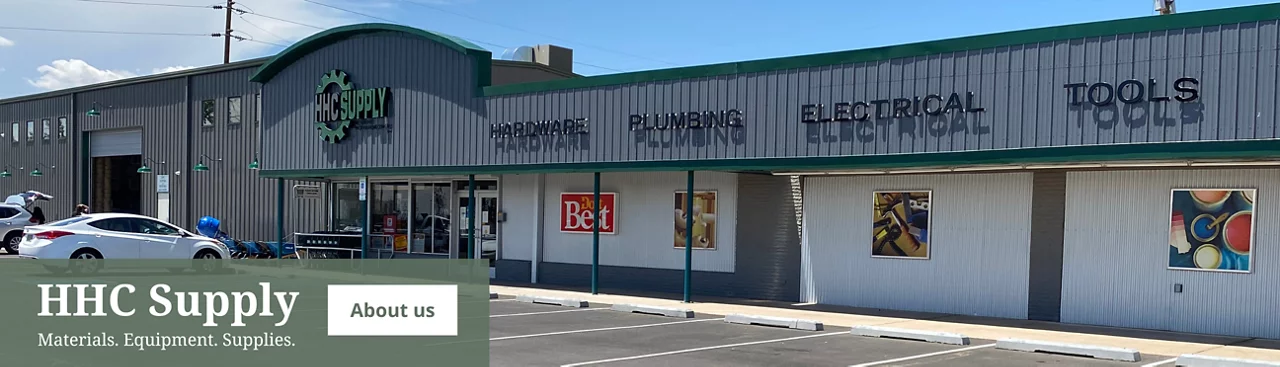 HHC SUPPLY
HARDWARE PLUMBING ELECTRICAL TOOLS
Do it
Best
HHC Supply
About us
Materials. Equipment. Supplies.